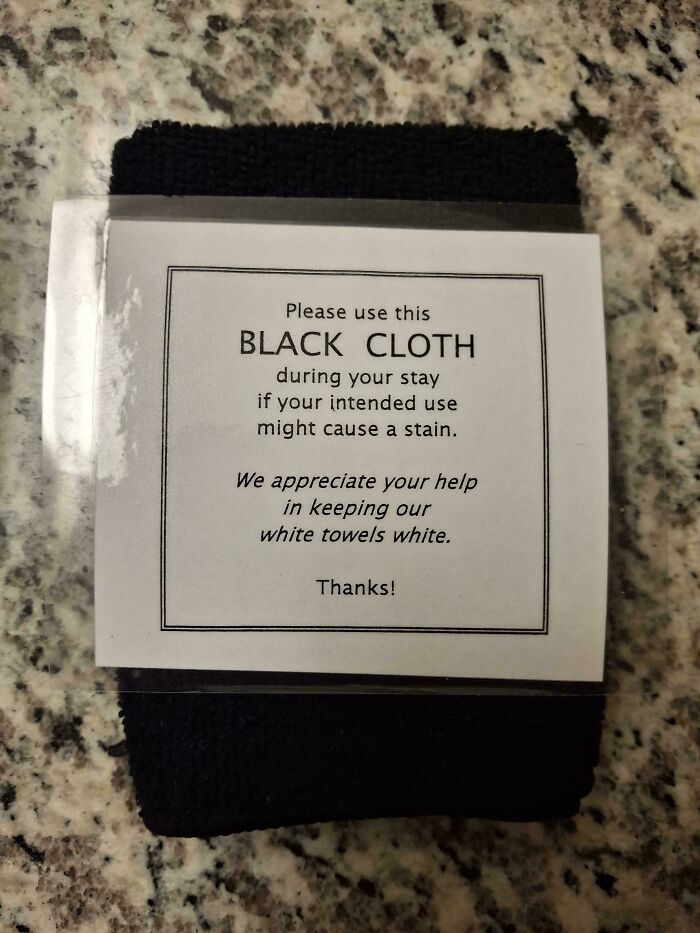 Please use this
BLACK CLOTH
during your stay
if your intended use
might cause a stain.
We appreciate your help
in keeping our
white towels white.
Thanks!